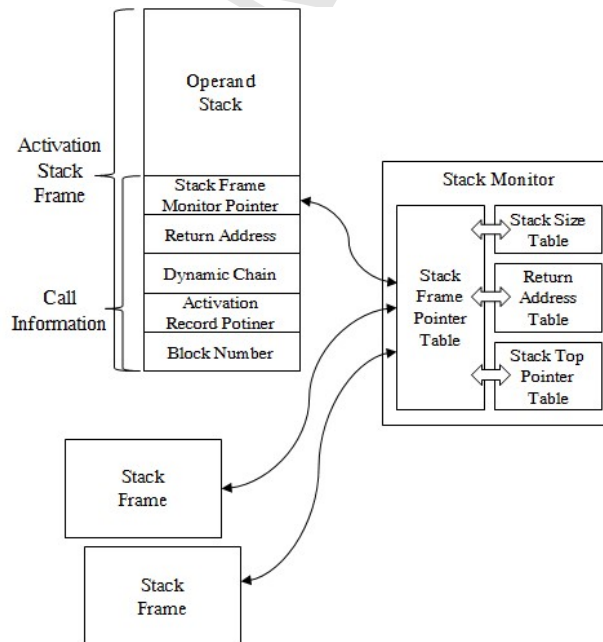 Operand
Stack
Activation
Stack
Frame
Stack Frame
Monitor Pointer
Return Address
Dynamic Chain
Activation
Record Potiner
Block Number
Call
Information
Stack Monitor
Stack
Frame
Pointer
Table
Stack Size
Table
Return
Address
Table
Stack Top
Pointer
Table
Stack
Frame
Stack
Frame